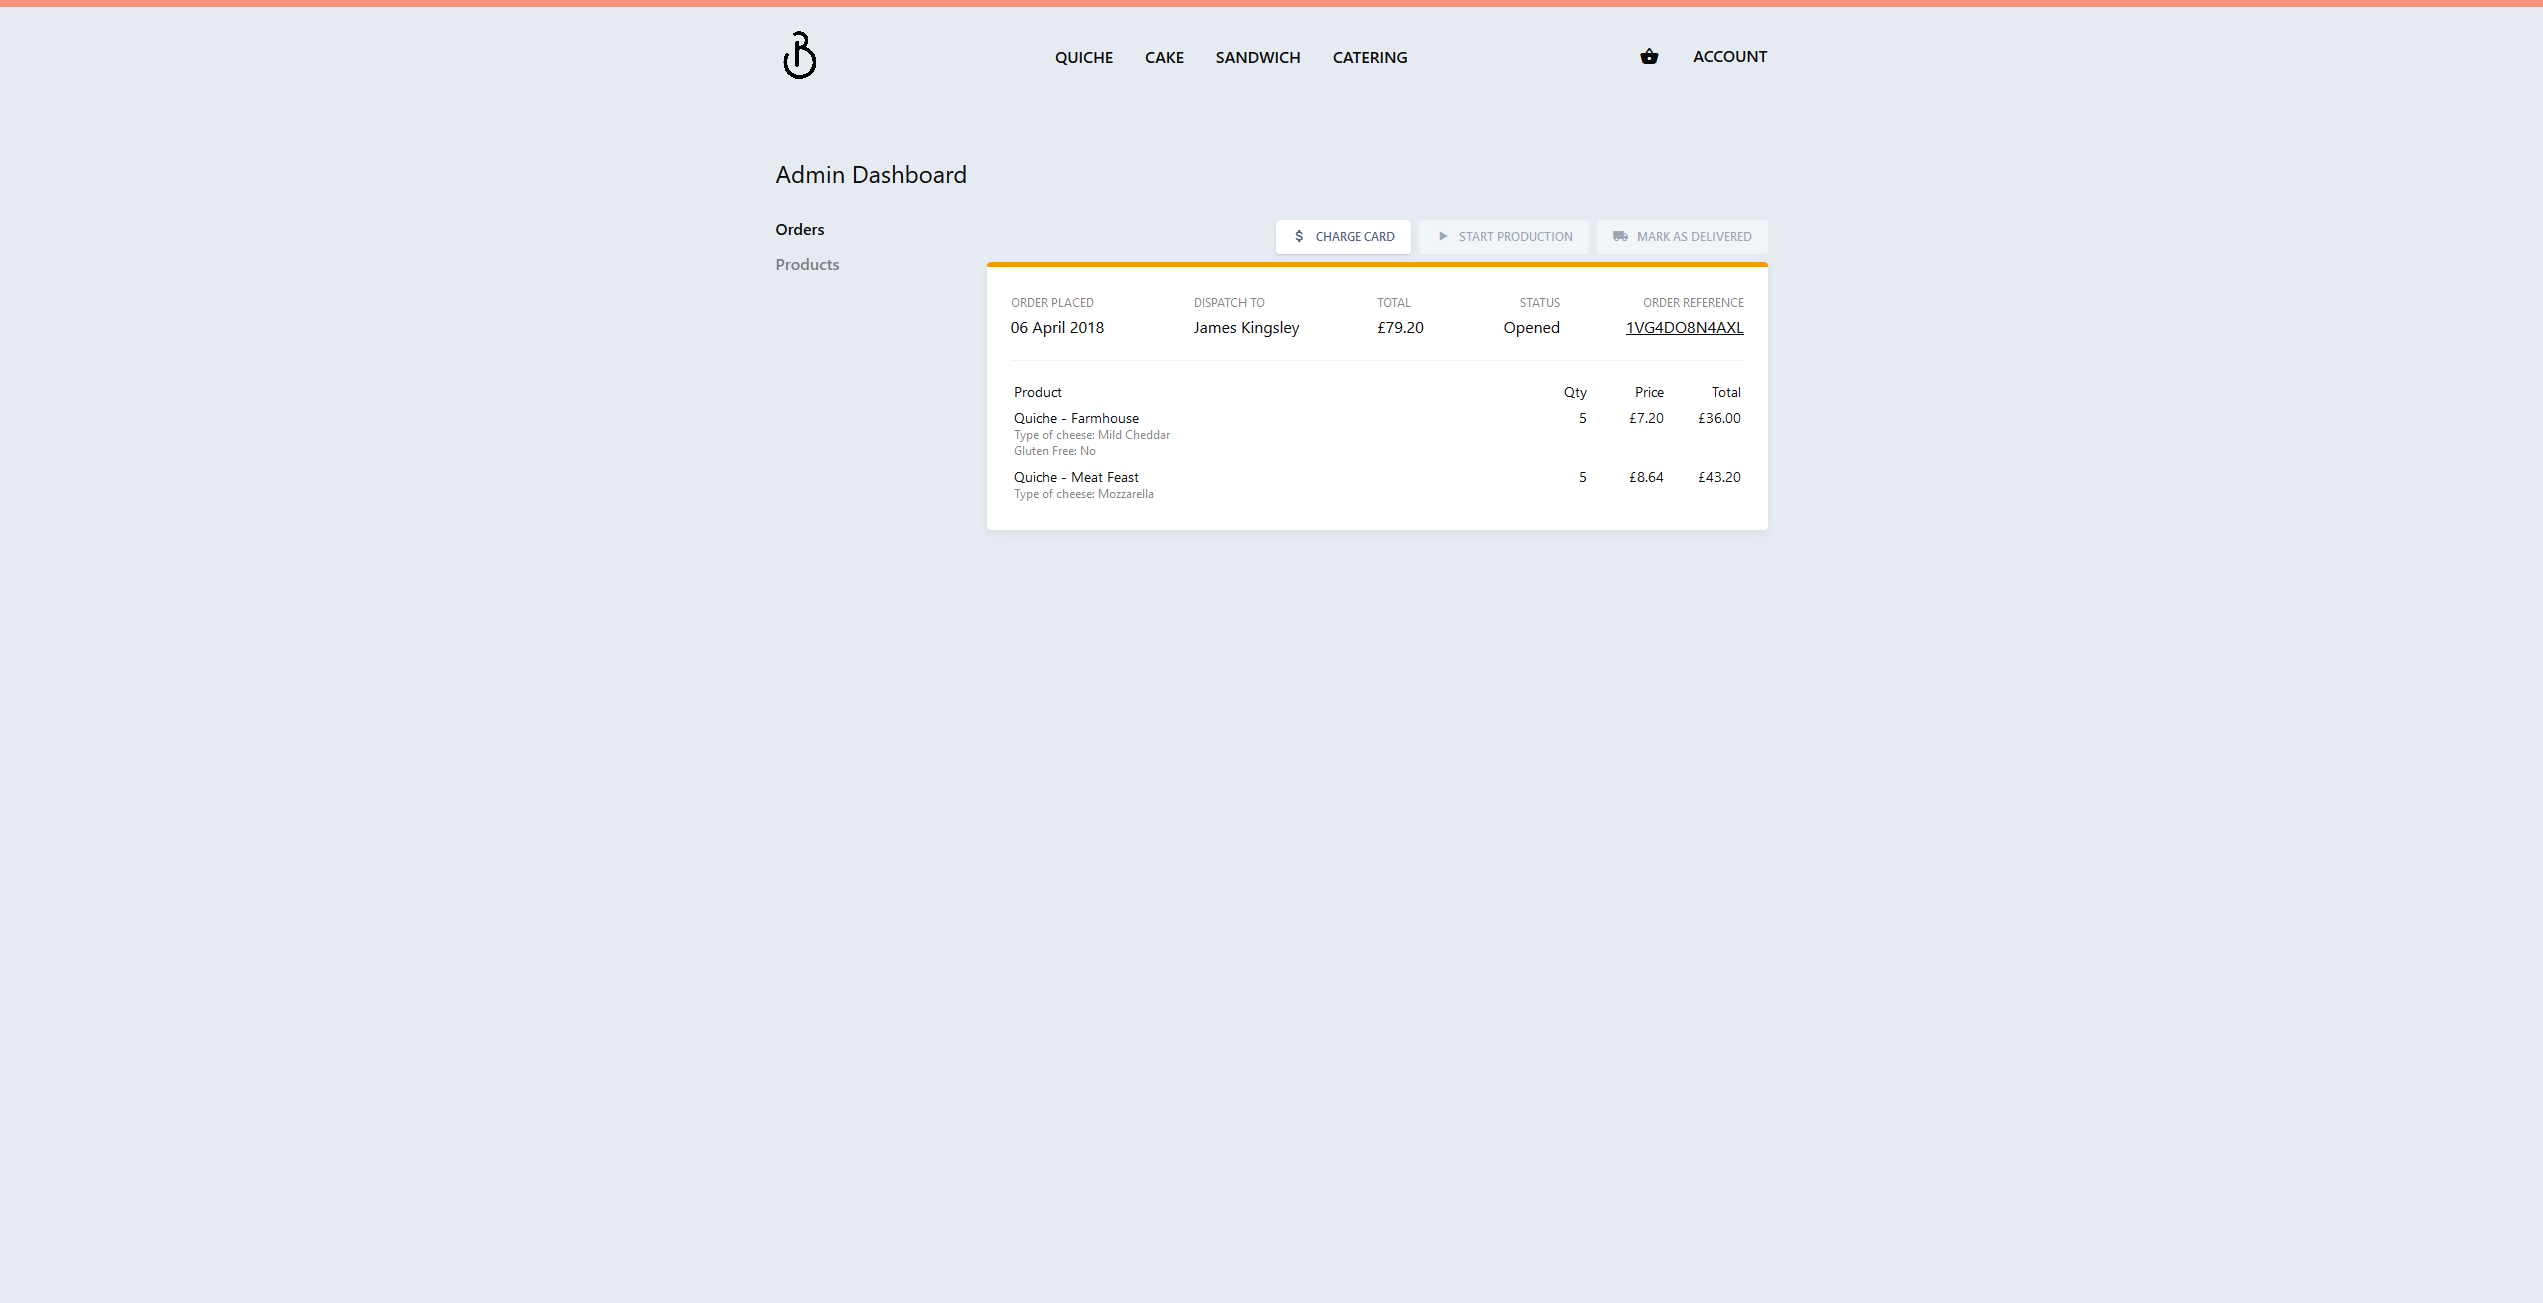 QUICHE CAKE SANDWICH CATERING ACCOUNT
Admin Dashboard
Orders
Products
$ CHARGE CARD START PRODUCTION MARK AS DELIVERED
ORDER PLACED DISPATCH TO TOTAL STATUS ORDER REFERENCE
06 April 2018 James Kingsley £79.20 Opened 1VG4DO8N4AXL
Product Qty Price Total
Quiche - Farmhouse 5 £7.20 £36.00
Type of cheese: Mild Cheddar
Gluten Free: No
Quiche - Meat Feast 5 £8.64 £43.20
Type of cheese: Mozzarella